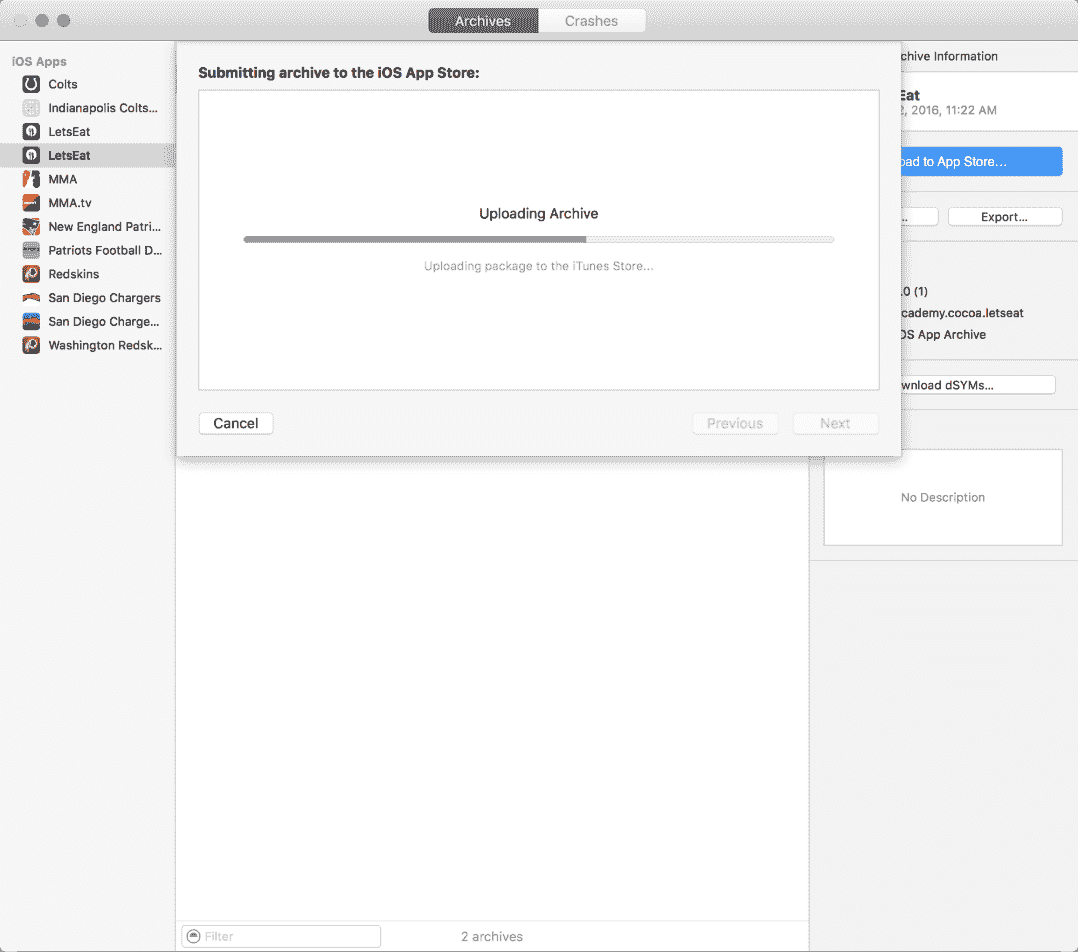 Archives
Crashes
iOS Apps
Colts
Indianapolis Colts...
LetsEat
LetsEat
MMA
MMA.tv
New England Patri...
Patriots Football D...
Redskins
San Diego Chargers
San Diego Charge...
Washington Redsk...
Submitting archive to the iOS App Store:
Uploading Archive
Uploading package to the iTunes Store...
Cancel
Previous
Next
chive Information
Eat
2, 2016, 11:22 AM
oad to App Store...
...
Export...
.0 (1)
cademy.cocoa.letseat
OS App Archive
wnload dSYMs...
No Description
Filter
2 archives